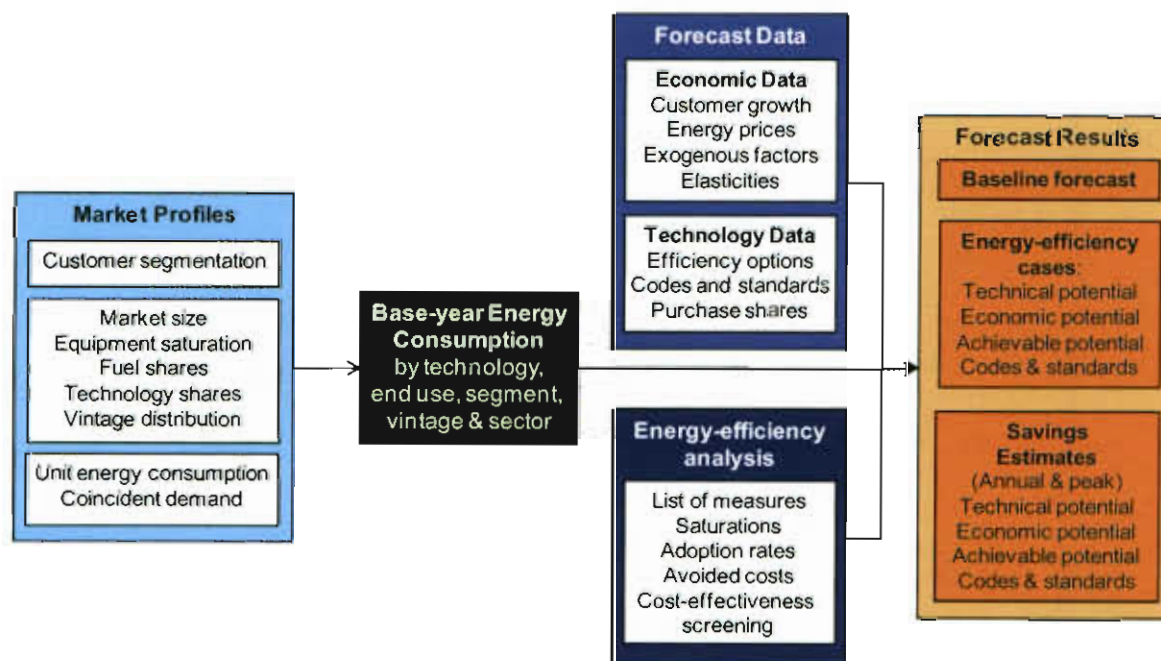 Market Profiles
Customer segmentation
Market size
Equipment saturation
Fuel shares
Technology shares
Vintage distribution
Unit energy consumption
Coincident demand
Base-year Energy
Consumption
by technology,
end use, segment,
vintage & sector
Forecast Data
Economic Data
Customer growth
Energy prices
Exogenous factors
Elasticities
Technology Data
Efficiency options
Codes and standards
Purchase shares
Energy-efficiency
analysis
List of measures
Saturations
Adoption rates
Avoided costs
Cost-effectiveness
screening
Forecast Results
Baseline forecast
Energy-efficiency
cases:
Technical potential
Economic potential
Achievable potential
Codes & standards
Savings
Estimates
(Annual & peak)
Technical potential
Economic potential
Achievable potential
Codes & standards